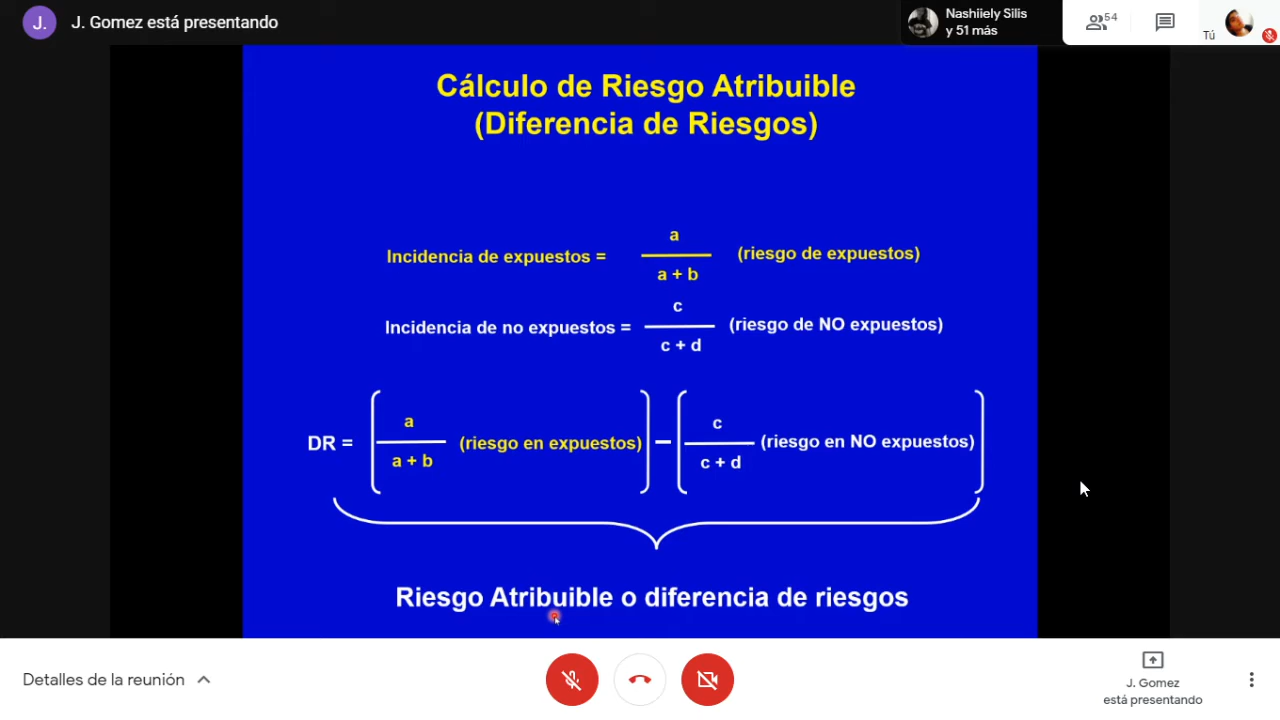 J.
J. Gomez está presentando
Nashiiely Silis
y 51 más
54
Tú
Cálculo de Riesgo Atribuible
(Diferencia de Riesgos)
a
Incidencia de expuestos =
(riesgo de expuestos)
a + b
c
Incidencia de no expuestos =
(riesgo de NO expuestos)
c + d
a
c
DR =
(riesgo en expuestos)
–
(riesgo en NO expuestos)
a + b
c + d
Riesgo Atribuible o diferencia de riesgos
Detalles de la reunión
J. Gomez
está presentando